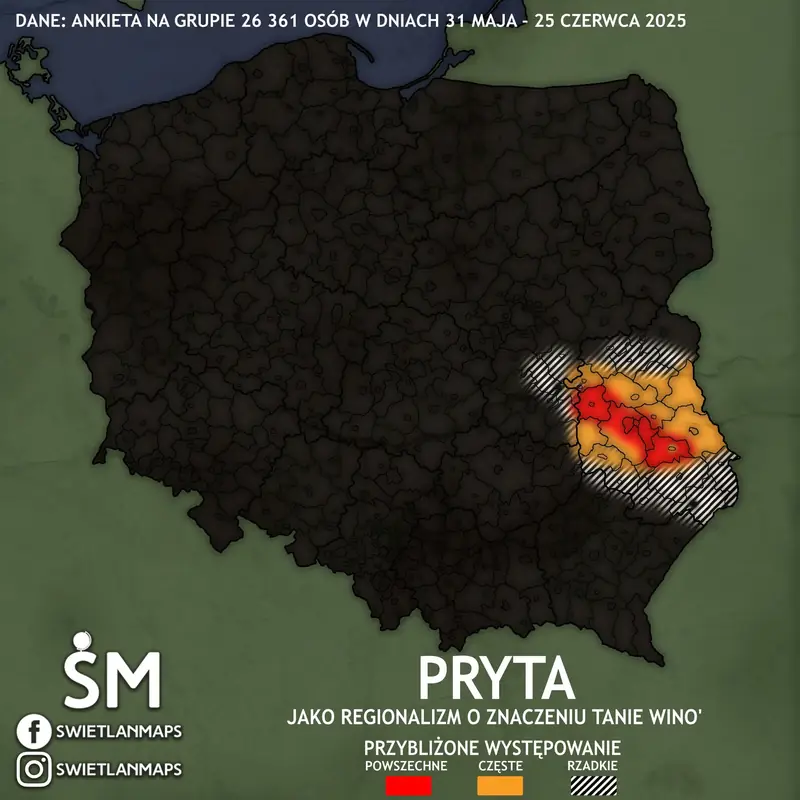 DANE: ANKIETA NA GRUPIE 26 361 OSÓB W DNIACH 31 MAJA - 25 CZERWCA 2025
ŚM
SWIETLANMAPS
SWIETLANMAPS
PRYTA
JAKO REGIONALIZM O ZNACZENIU TANIE WINO'
PRZYBLIŻONE WYSTĘPOWANIE
POWSZECHNE CZĘSTE RZADKIE